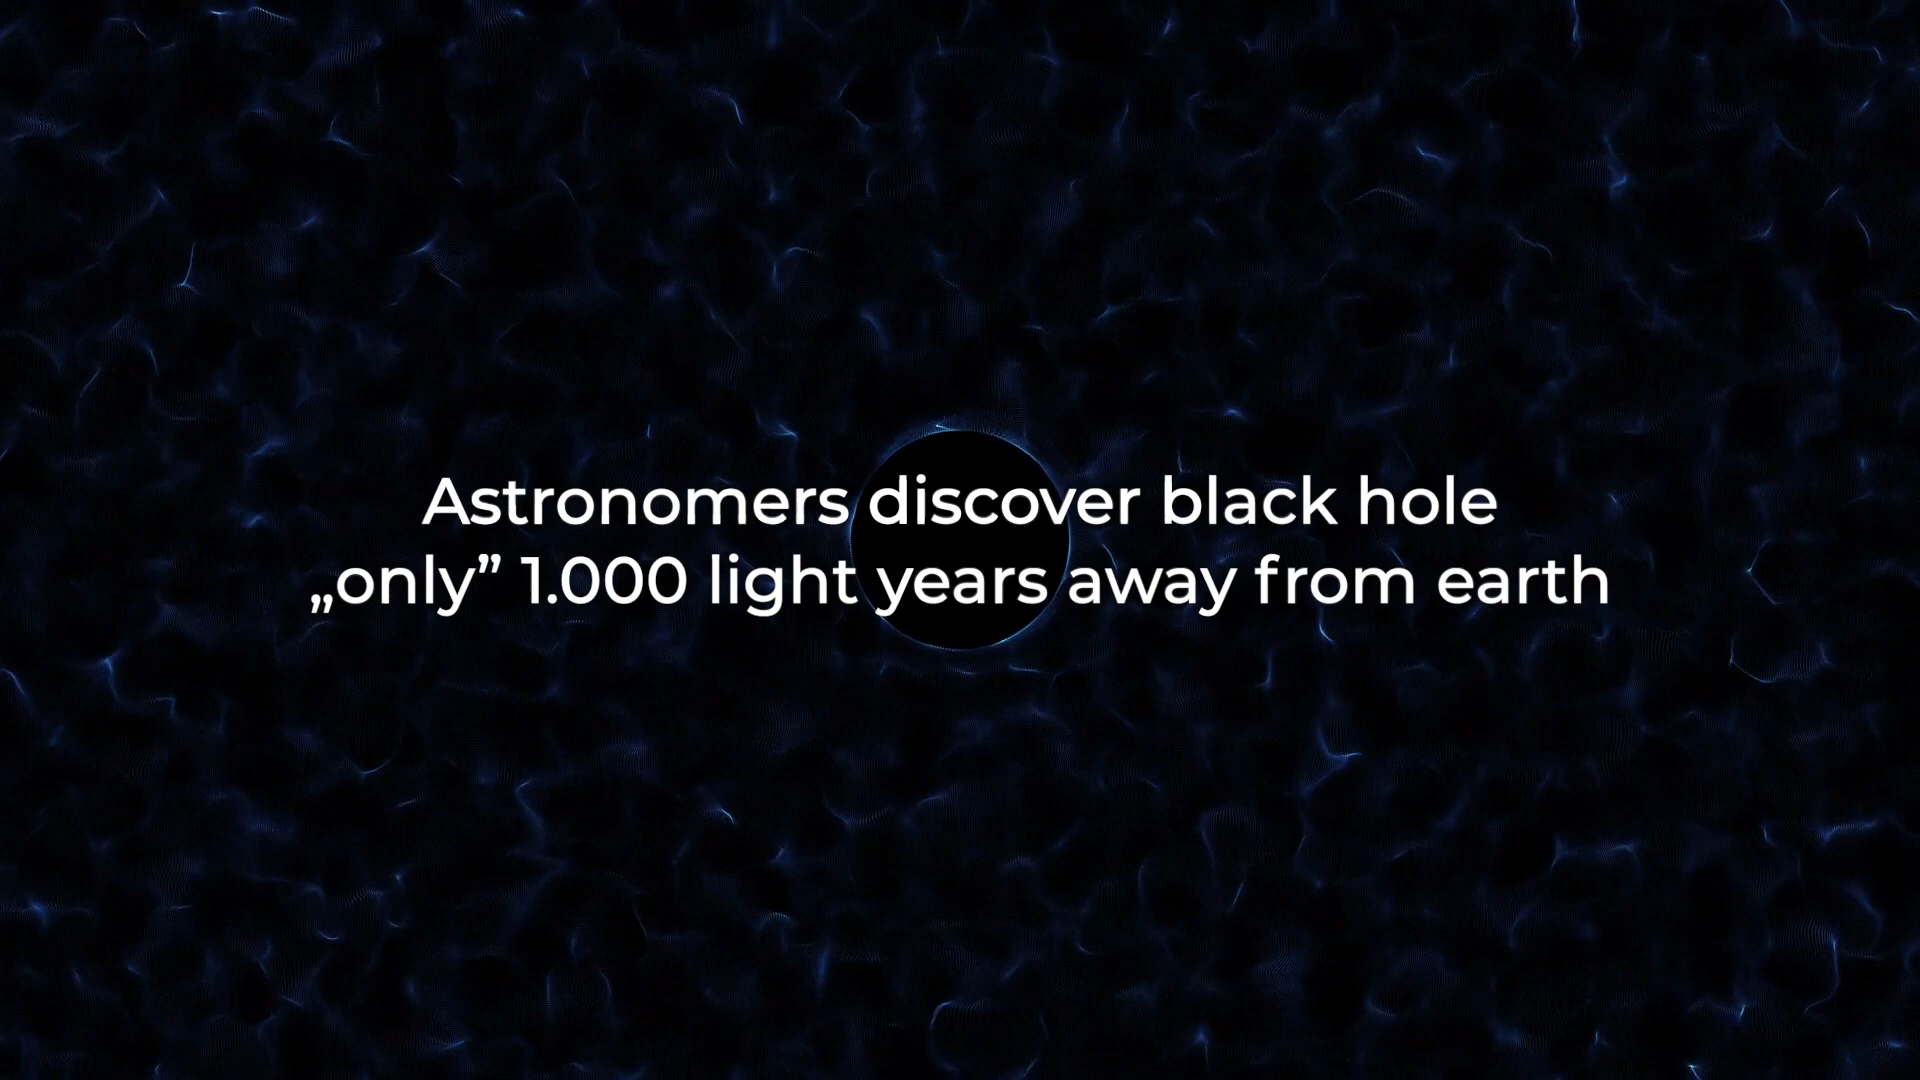 Astronomers discover black hole
„only” 1.000 light years away from earth